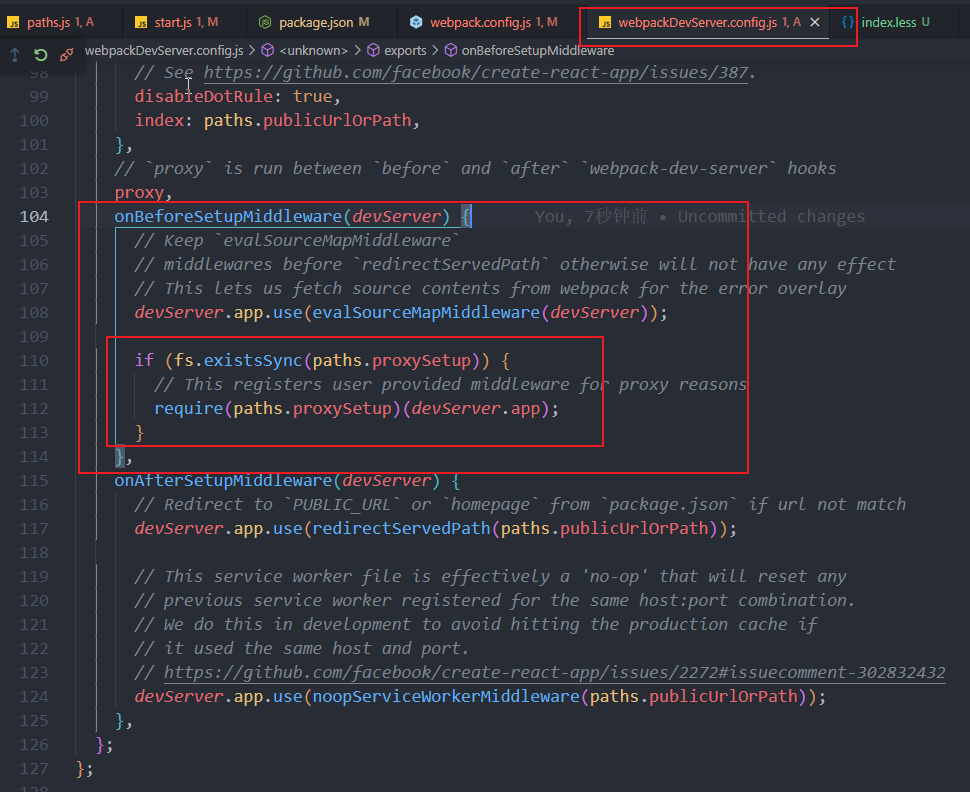 paths.js 1, A start.js 1, M package.json M webpack.config.js 1, M webpackDevServer.config.js 1, A index.less U
webpackDevServer.config.js > <unknown> > exports > onBeforeSetupMiddleware
98 // See https://github.com/facebook/create-react-app/issues/387.
99 disableDotRule: true,
100 index: paths.publicUrlOrPath,
101 },
102 // `proxy` is run between `before` and `after` `webpack-dev-server` hooks
103 proxy,
104 onBeforeSetupMiddleware(devServer) { You, 7秒钟前 • Uncommitted changes
105 // Keep `evalSourceMapMiddleware`
106 // middlewares before `redirectServedPath` otherwise will not have any effect
107 // This lets us fetch source contents from webpack for the error overlay
108 devServer.app.use(evalSourceMapMiddleware(devServer));
109
110 if (fs.existsSync(paths.proxySetup)) {
111 // This registers user provided middleware for proxy reasons
112 require(paths.proxySetup)(devServer.app);
113 }
114 },
115 onAfterSetupMiddleware(devServer) {
116 // Redirect to `PUBLIC_URL` or `homepage` from `package.json` if url not match
117 devServer.app.use(redirectServedPath(paths.publicUrlOrPath));
118
119 // This service worker file is effectively a 'no-op' that will reset any
120 // previous service worker registered for the same host:port combination.
121 // We do this in development to avoid hitting the production cache if
122 // it used the same host and port.
123 // https://github.com/facebook/create-react-app/issues/2272#issuecomment-302832432
124 devServer.app.use(noopServiceWorkerMiddleware(paths.publicUrlOrPath));
125 },
126 };
127 };
128